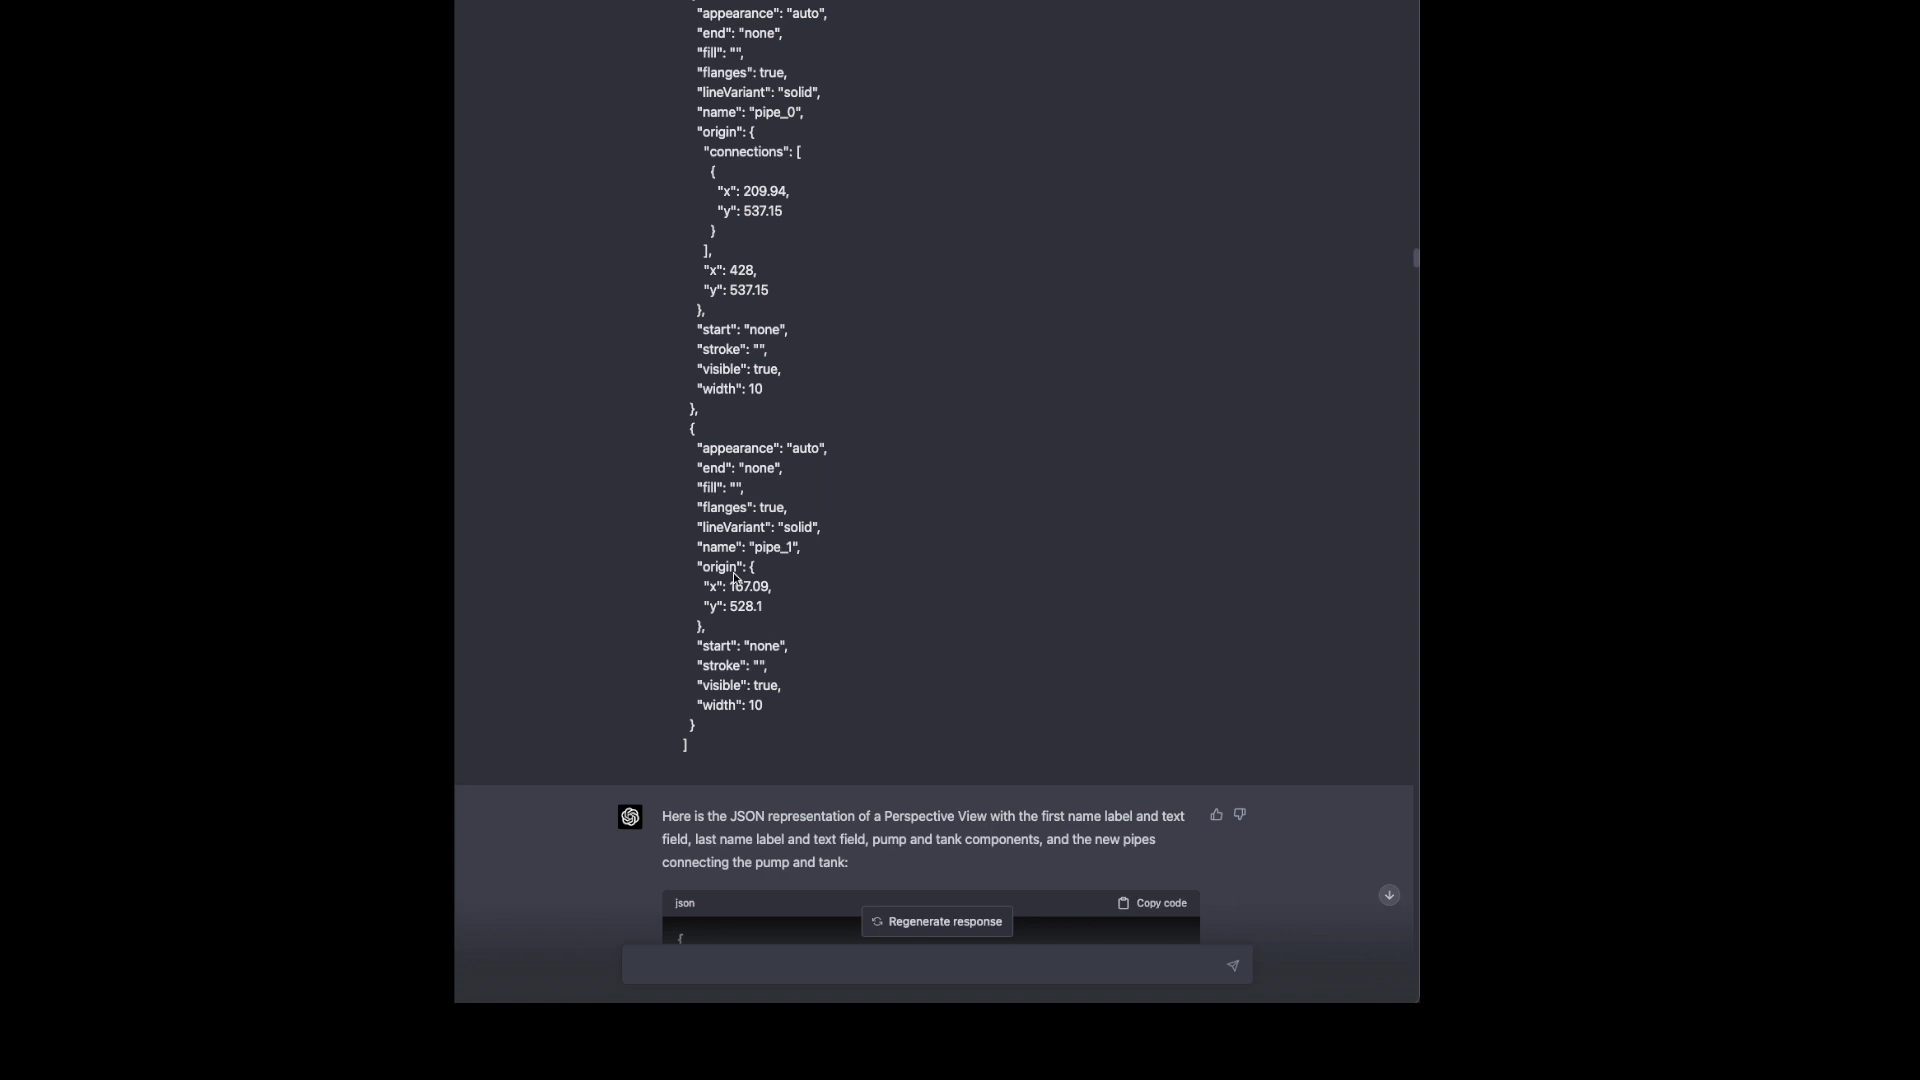 "appearance": "auto",
"end": "none",
"fill": "",
"flanges": true,
"lineVariant": "solid",
"name": "pipe_0",
"origin": {
"connections": [
{
"x": 209.94,
"y": 537.15
}
],
"x": 428,
"y": 537.15
},
"start": "none",
"stroke": "",
"visible": true,
"width": 10
},
{
"appearance": "auto",
"end": "none",
"fill": "",
"flanges": true,
"lineVariant": "solid",
"name": "pipe_1",
"origin": {
"x": 167.09,
"y": 528.1
},
"start": "none",
"stroke": "",
"visible": true,
"width": 10
}
]
Here is the JSON representation of a Perspective View with the first name label and text
field, last name label and text field, pump and tank components, and the new pipes
connecting the pump and tank:
json
Copy code
Regenerate response
{